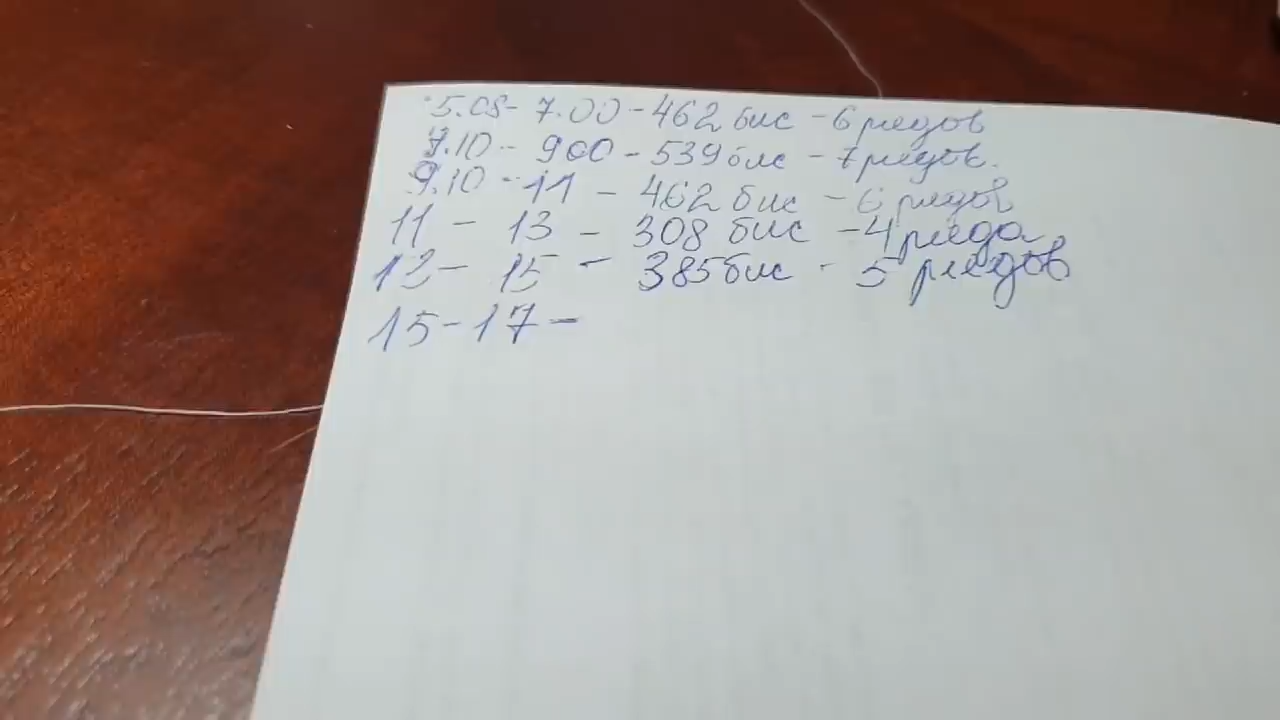 5.05- 7.00 - 462 бис - 6 рядов
7.10 - 900 - 539 бис - 7 рядов.
9.10 - 11 - 462 бис - 6 рядов
11 - 13 - 308 бис - 4 ряда
13 - 15 - 385 бис - 5 рядов
15 - 17 -